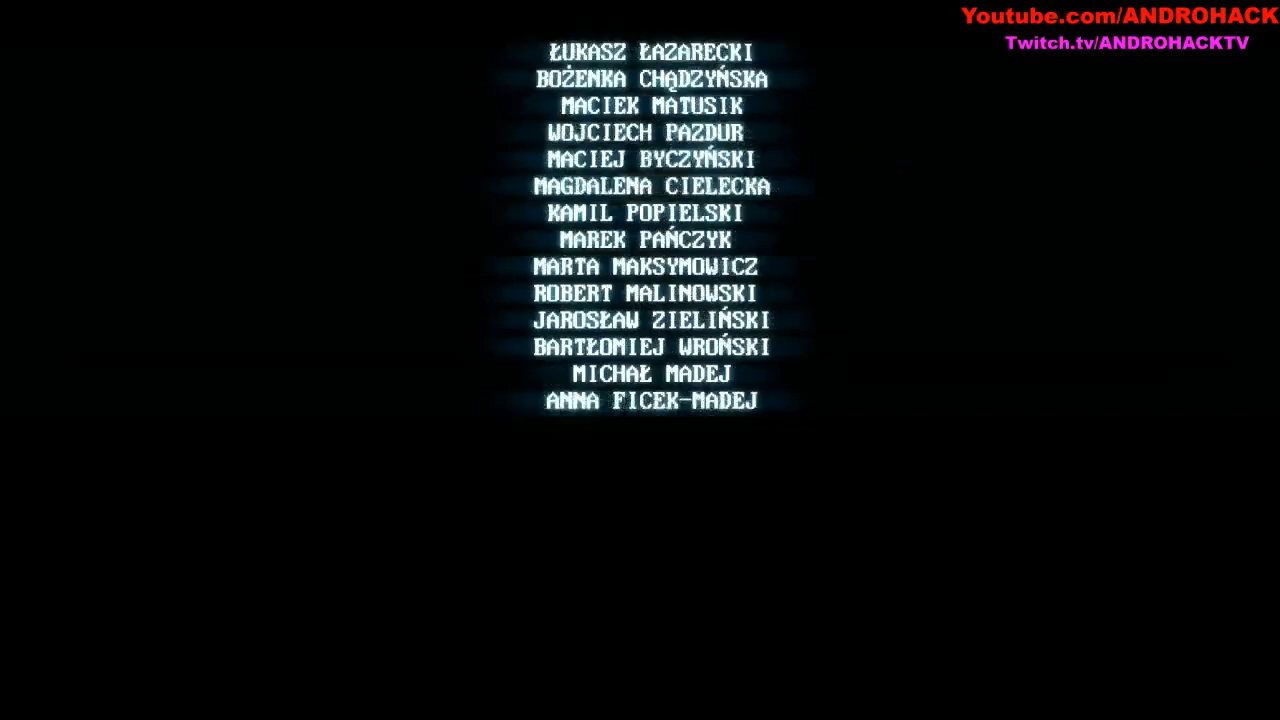 Youtube.com/ANDROHACK
Twitch.tv/ANDROHACKTV
ŁUKASZ ŁAZARECKI
BOŻENKA CHĄDZYŃSKA
MACIEK MATUSIK
WOJCIECH PAZDUR
MACIEJ BYCZYŃSKI
MAGDALENA CIELECKA
KAMIL POPIELSKI
MAREK PAŃCZYK
MARTA MAKSYMOWICZ
ROBERT MALINOWSKI
JAROSŁAW ZIELIŃSKI
BARTŁOMIEJ WROŃSKI
MICHAŁ MADEJ
ANNA FICEK-MADEJ